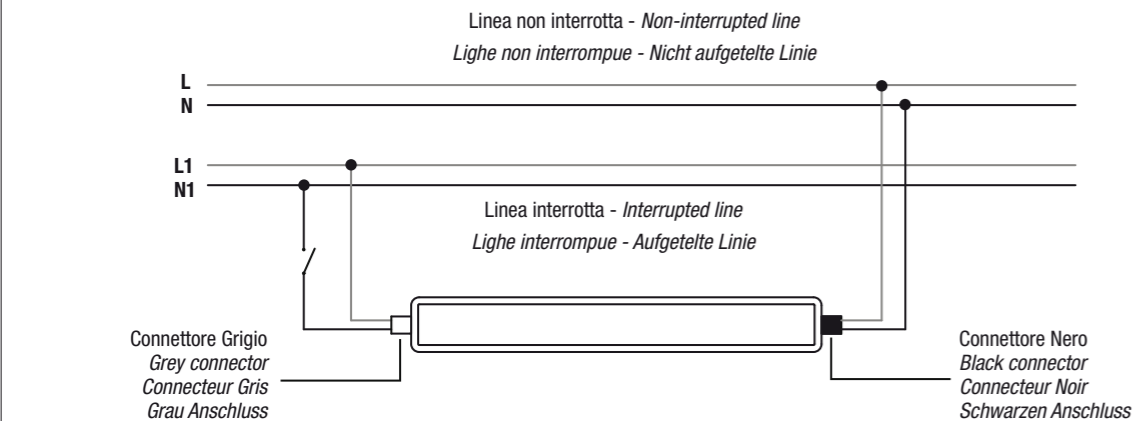 Linea non interrotta - Non-interrupted line
Lighe non interrompue - Nicht aufgetelte Linie
L
N
L1
N1
Linea interrotta - Interrupted line
Lighe interrompue - Aufgetelte Linie
Connettore Grigio
Grey connector
Connecteur Gris
Grau Anschluss
Connettore Nero
Black connector
Connecteur Noir
Schwarzen Anschluss